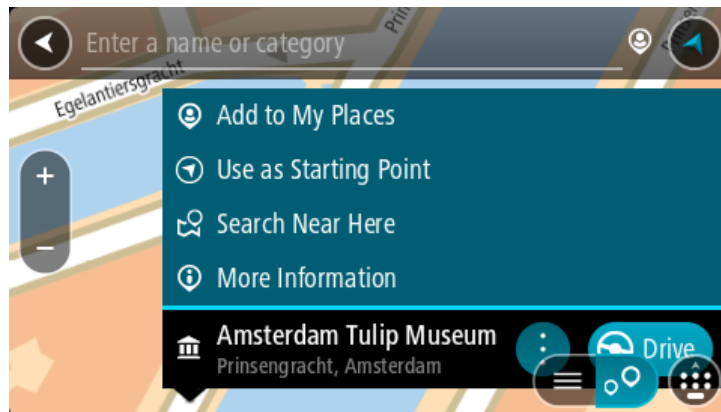 Enter a name or category
Prin
Egelantiersgracht
Add to My Places
Use as Starting Point
Search Near Here
More Information
Amsterdam Tulip Museum
Prinsengracht, Amsterdam
Drive